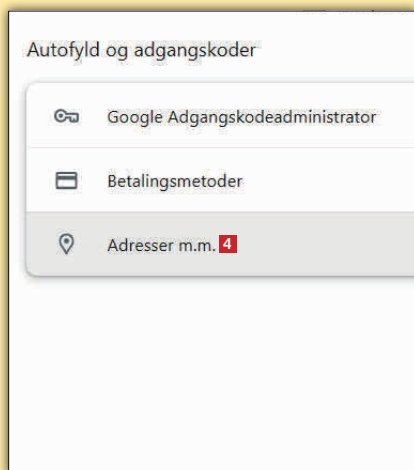 Autofyld og adgangskoder
Google Adgangskodeadministrator
Betalingsmetoder
Adresser m.m. 4